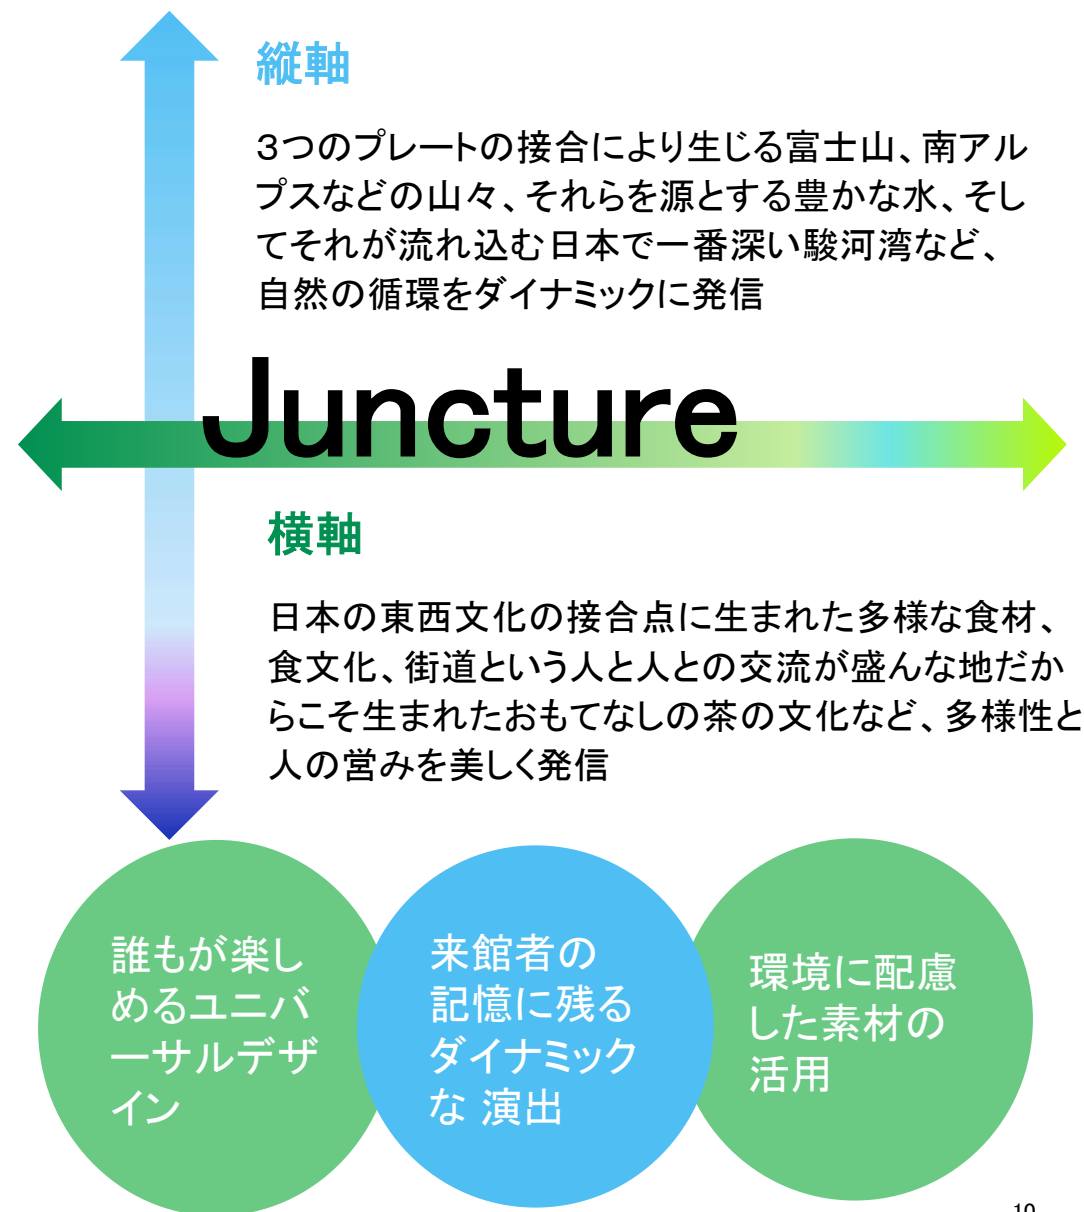 縦軸
３つのプレートの接合により生じる富士山、南アル
プスなどの山々、それらを源とする豊かな水、そし
てそれが流れ込む日本で一番深い駿河湾など、
自然の循環をダイナミックに発信
Juncture
横軸
日本の東西文化の接合点に生まれた多様な食材、
食文化、街道という人と人との交流が盛んな地だか
らこそ生まれたおもてなしの茶の文化など、多様性と
人の営みを美しく発信
誰もが楽し
めるユニバ
ーサルデザ
イン
来館者の
記憶に残る
ダイナミック
な 演出
環境に配慮
した素材の
活用
10